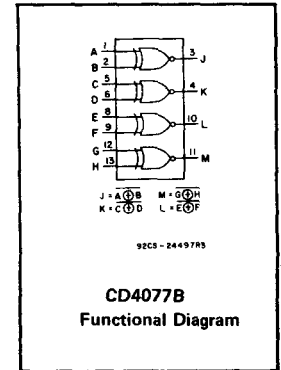 A 1
B 2
3 J
C 5
D 6
4 K
E 8
F 9
10 L
G 12
H 13
11 M
J = A⊕B M = G⊕H
K = C⊕D L = E⊕F
92CS-24497R3
CD4077B
Functional Diagram